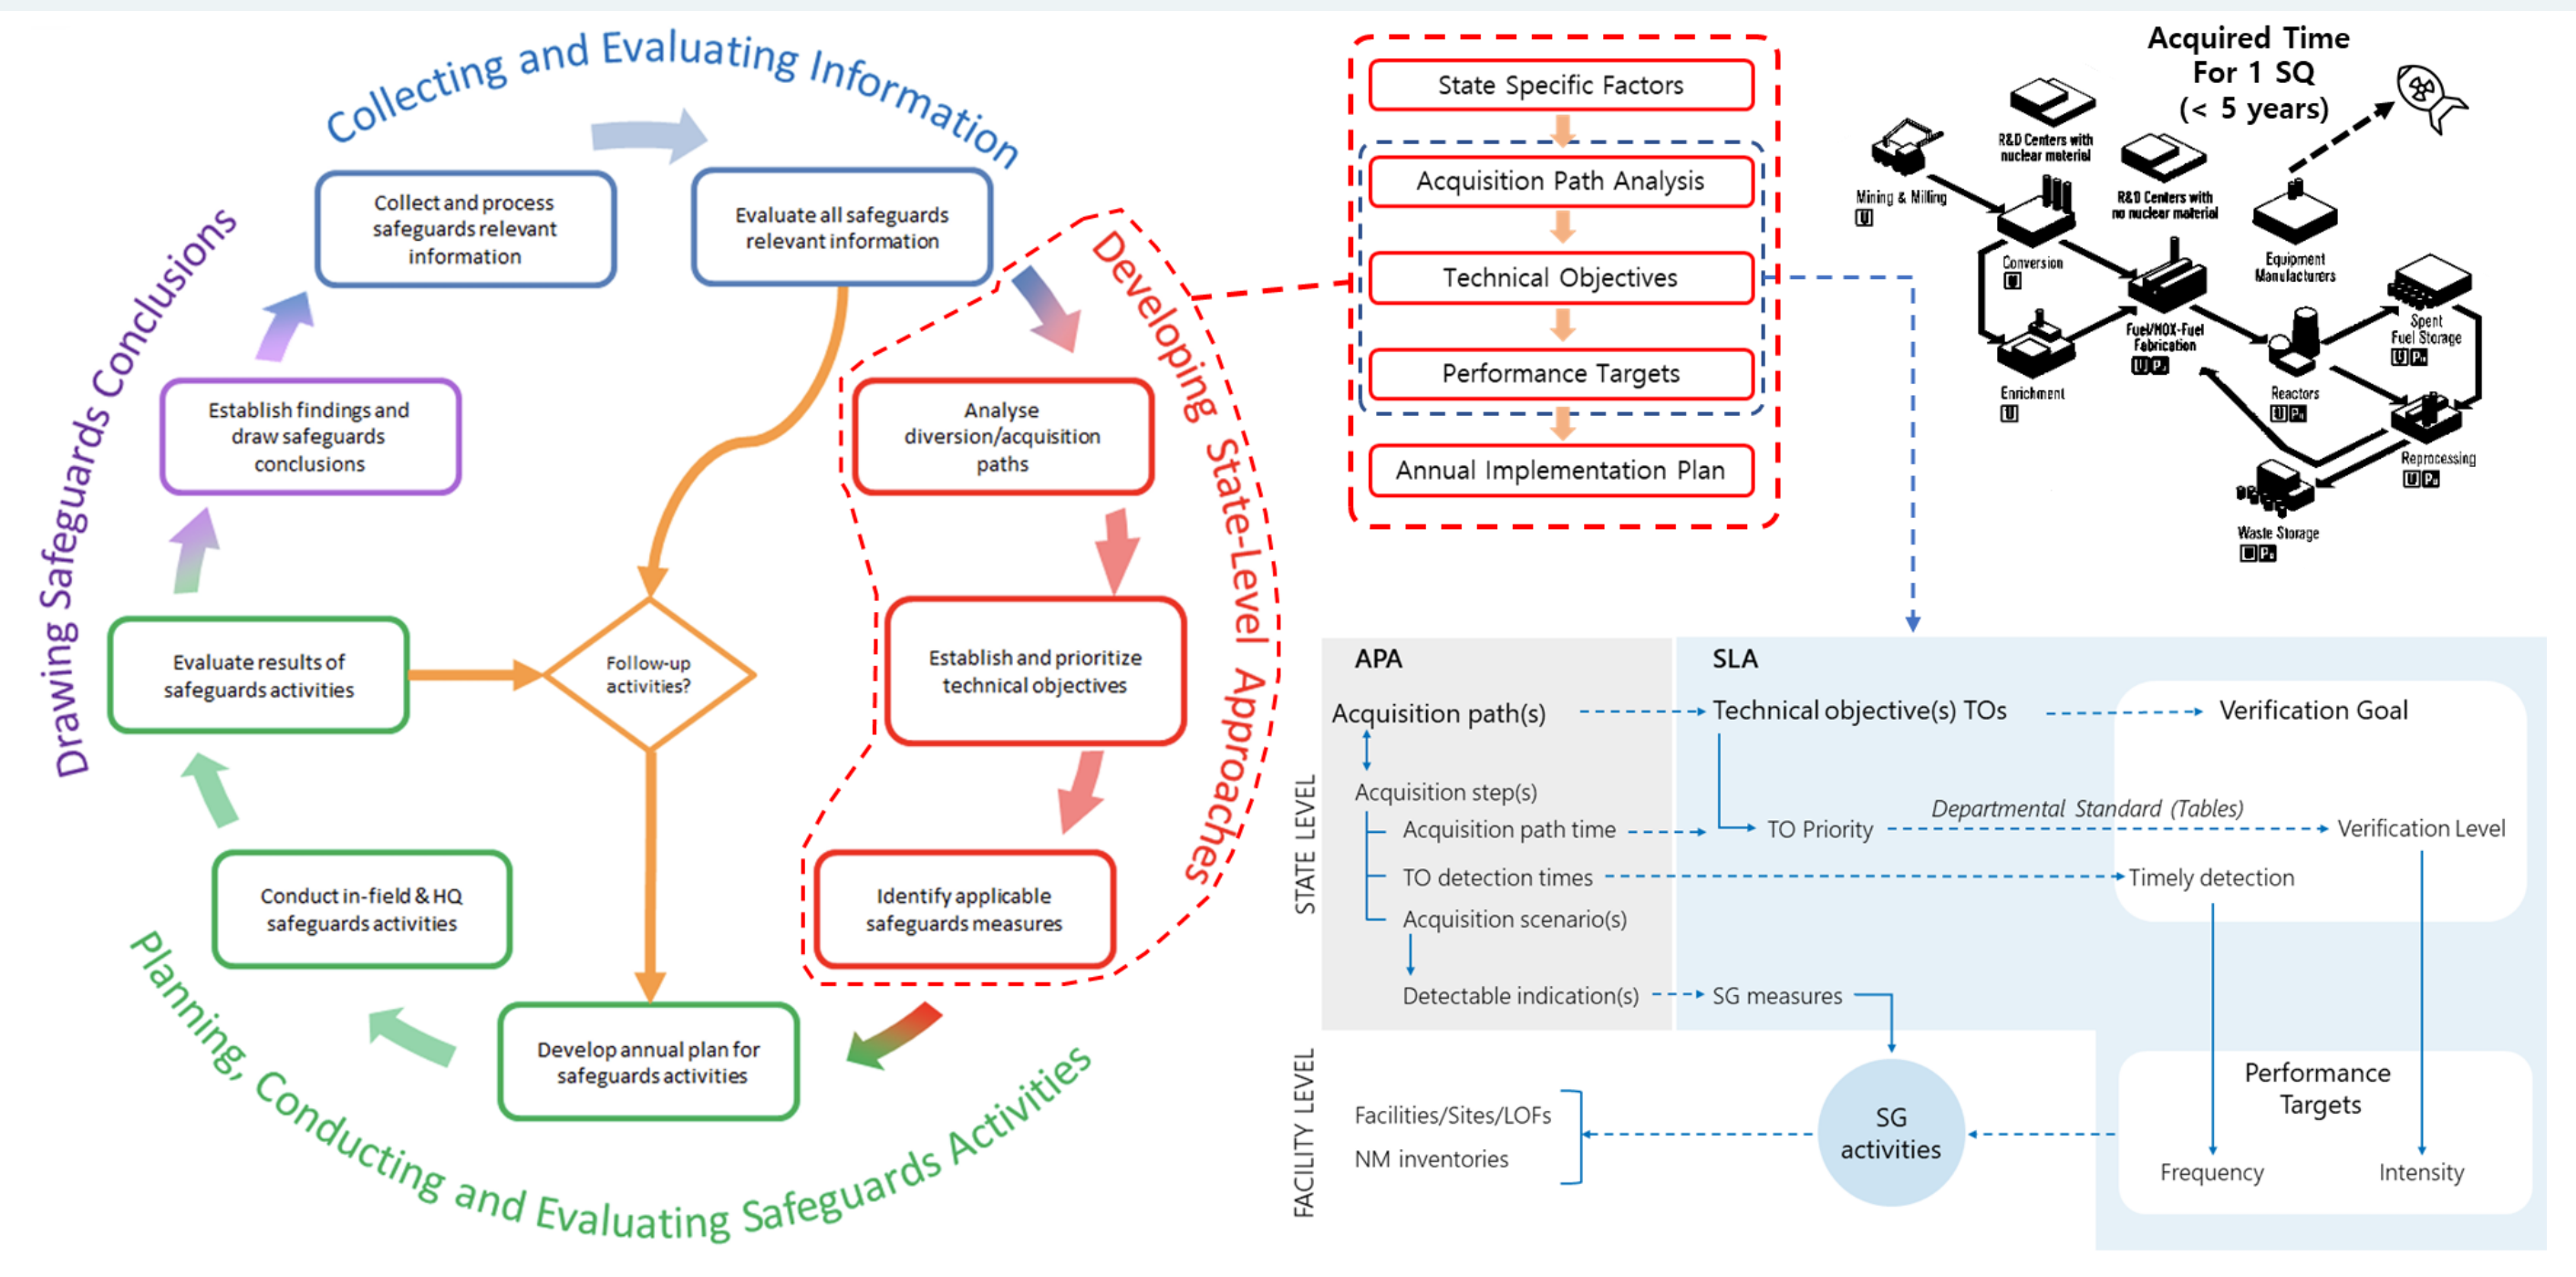 Collecting and Evaluating Information
Collect and process
safeguards relevant
information
Evaluate all safeguards
relevant information
Developing State-Level Approaches
Analyse
diversion/acquisition
paths
Establish and prioritize
technical objectives
Identify applicable
safeguards measures
Planning, Conducting and Evaluating Safeguards Activities
Develop annual plan for
safeguards activities
Conduct in-field & HQ
safeguards activities
Evaluate results of
safeguards activities
Follow-up
activities?
Drawing Safeguards Conclusions
Establish findings and
draw safeguards
conclusions
State Specific Factors
Acquisition Path Analysis
Technical Objectives
Performance Targets
Annual Implementation Plan
Acquired Time
For 1 SQ
(< 5 years)
R&D Centers with
nuclear material
R&D Centers with
no nuclear material
Mining & Milling
U
Conversion
U
Equipment
Manufacturers
Enrichment
U
Fuel/MOX-Fuel
Fabrication
U Pu
Reactors
U Pu
Spent
Fuel Storage
U Pu
Reprocessing
U Pu
Waste Storage
U Pu
STATE LEVEL
APA
SLA
Acquisition path(s)
Technical objective(s) TOs
Verification Goal
Acquisition step(s)
Departmental Standard (Tables)
Acquisition path time
TO Priority
Verification Level
TO detection times
Timely detection
Acquisition scenario(s)
Detectable indication(s)
SG measures
FACILITY LEVEL
Facilities/Sites/LOFs
NM inventories
SG
activities
Performance
Targets
Frequency
Intensity